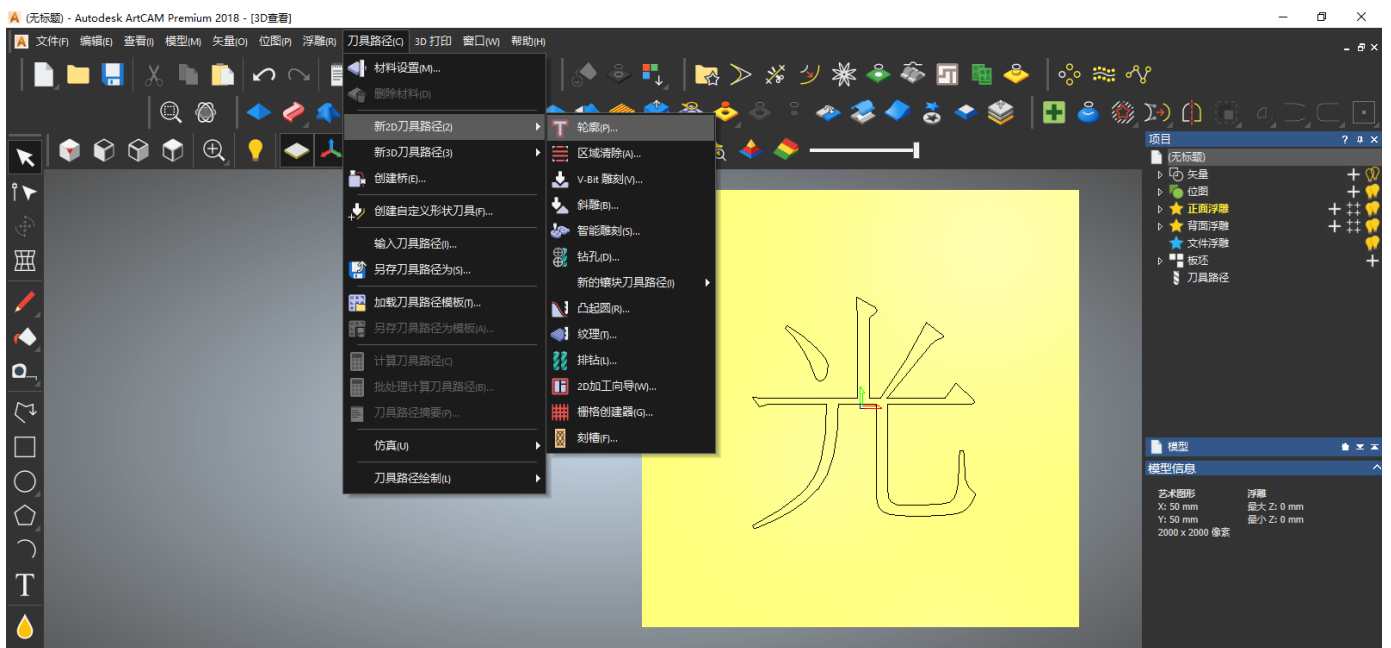 (无标题) - Autodesk ArtCAM Premium 2018 - [3D查看]
文件(F) 编辑(E) 查看(I) 模型(M) 矢量(O) 位图(P) 浮雕(R) 刀具路径(C) 3D 打印 窗口(W) 帮助(H)
材料设置(M)...
删除材料(D)
新2D刀具路径(2)
新3D刀具路径(3)
创建桥(E)...
创建自定义形状刀具(F)...
输入刀具路径(I)...
另存刀具路径为(S)...
加载刀具路径模板(T)...
另存刀具路径为模板(A)...
计算刀具路径(C)
批处理计算刀具路径(B)...
刀具路径摘要(P)...
仿真(U)
刀具路径绘制(L)
轮廓(P)...
区域清除(A)...
V-Bit 雕刻(V)...
斜雕(B)...
智能雕刻(S)...
钻孔(D)...
新的镶块刀具路径(I)
凸起圆(R)...
纹理(T)...
排钻(L)...
2D加工向导(W)...
栅格创建器(G)...
刻槽(F)...
T
光
项目
(无标题)
矢量
位图
正面浮雕
背面浮雕
文件浮雕
板坯
刀具路径
模型
模型信息
艺术图形 浮雕
X: 50 mm 最大 Z: 0 mm
Y: 50 mm 最小 Z: 0 mm
2000 x 2000 像素